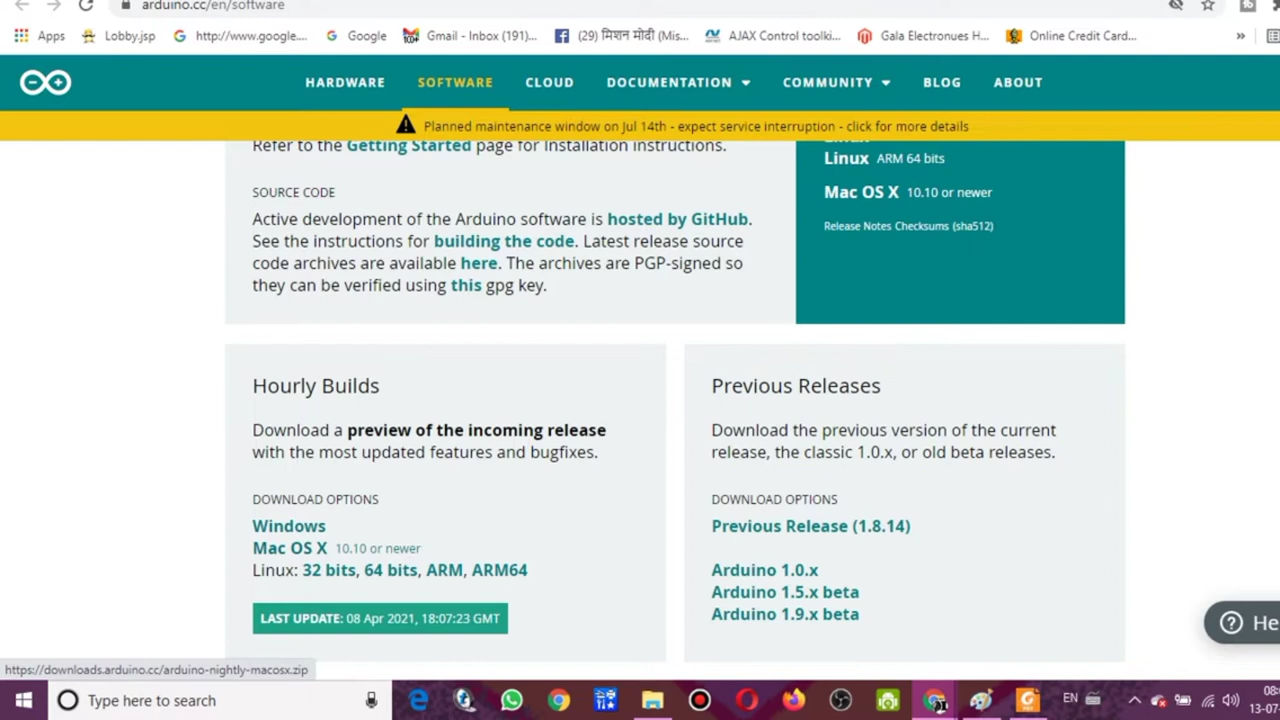 arduino.cc/en/software
Apps Lobby.jsp http://www.google.... Google Gmail - Inbox (191)... (29) मिशन मोदी (Mis... AJAX Control toolki... Gala Electronues H... Online Credit Card... »
HARDWARE SOFTWARE CLOUD DOCUMENTATION COMMUNITY BLOG ABOUT
Planned maintenance window on Jul 14th - expect service interruption - click for more details
Refer to the Getting Started page for Installation instructions.
SOURCE CODE
Active development of the Arduino software is hosted by GitHub.
See the instructions for building the code. Latest release source
code archives are available here. The archives are PGP-signed so
they can be verified using this gpg key.
Linux ARM 64 bits
Mac OS X 10.10 or newer
Release Notes Checksums (sha512)
Hourly Builds
Download a preview of the incoming release
with the most updated features and bugfixes.
DOWNLOAD OPTIONS
Windows
Mac OS X 10.10 or newer
Linux: 32 bits, 64 bits, ARM, ARM64
LAST UPDATE: 08 Apr 2021, 18:07:23 GMT
Previous Releases
Download the previous version of the current
release, the classic 1.0.x, or old beta releases.
DOWNLOAD OPTIONS
Previous Release (1.8.14)
Arduino 1.0.x
Arduino 1.5.x beta
Arduino 1.9.x beta
He
https://downloads.arduino.cc/arduino-nightly-macosx.zip
Type here to search
EN
08:
13-07-